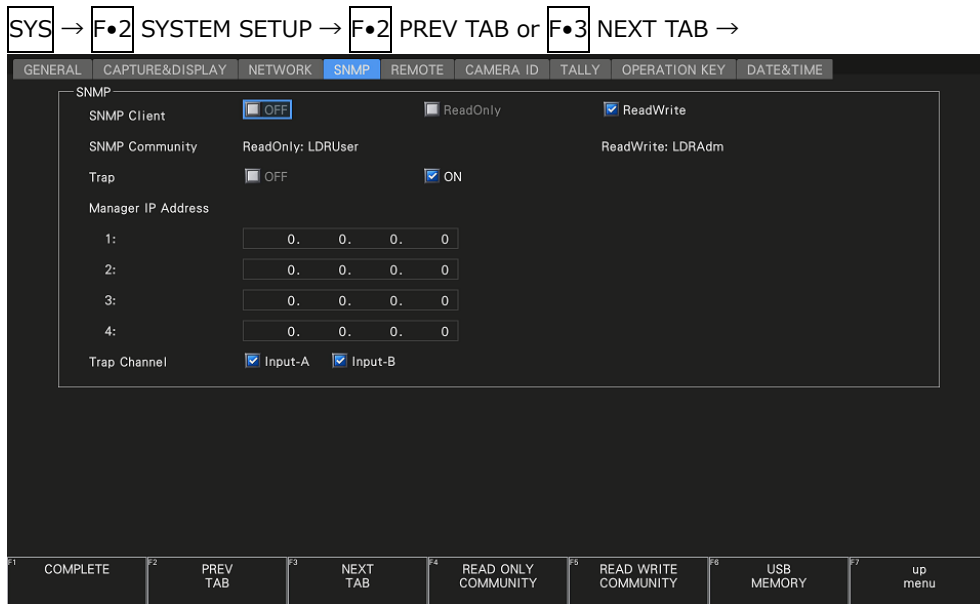 SYS → F•2 SYSTEM SETUP → F•2 PREV TAB or F•3 NEXT TAB →
GENERAL CAPTURE&DISPLAY NETWORK SNMP REMOTE CAMERA ID TALLY OPERATION KEY DATE&TIME
SNMP
SNMP Client OFF ReadOnly ReadWrite
SNMP Community ReadOnly: LDRUser ReadWrite: LDRAdm
Trap OFF ON
Manager IP Address
1: 0. 0. 0. 0
2: 0. 0. 0. 0
3: 0. 0. 0. 0
4: 0. 0. 0. 0
Trap Channel Input-A Input-B
F1 COMPLETE F2 PREV TAB F3 NEXT TAB F4 READ ONLY COMMUNITY F5 READ WRITE COMMUNITY F6 USB MEMORY F7 up menu